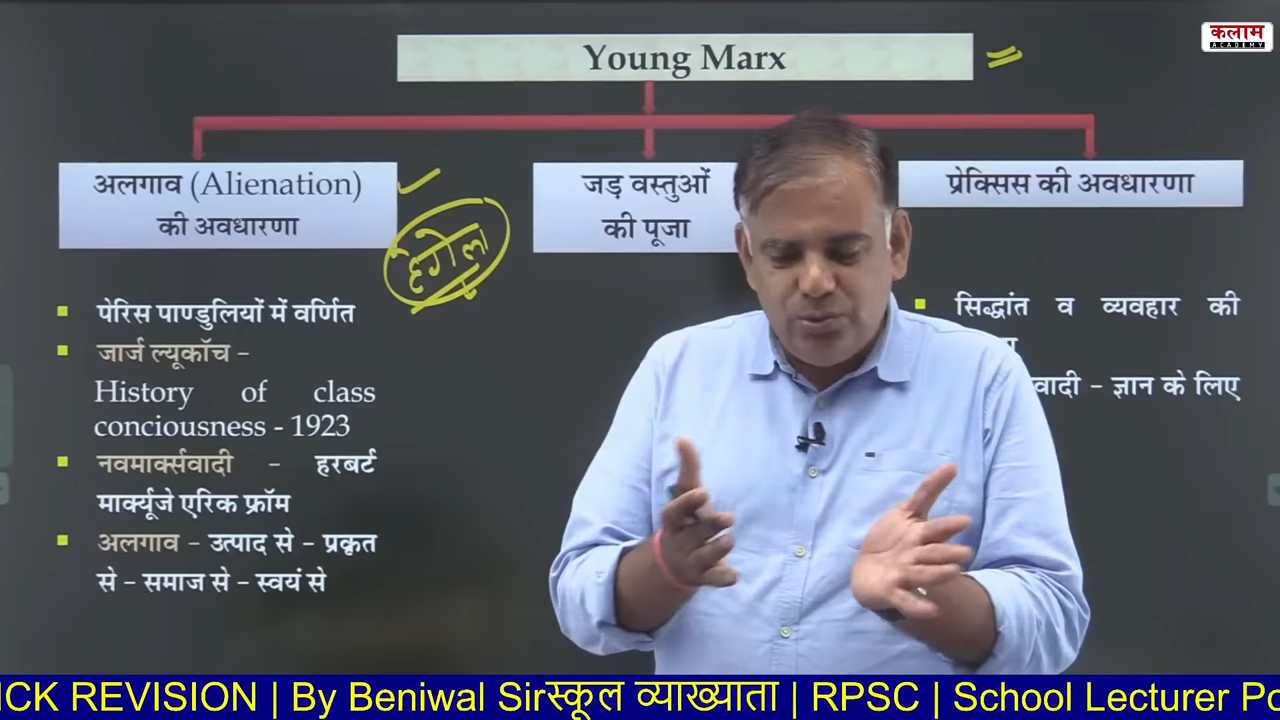 कलाम
ACADEMY
Young Marx
अलगाव (Alienation)
की अवधारणा
हेगेल
जड़ वस्तुओं
की पूजा
प्रेक्सिस की अवधारणा
पेरिस पाण्डुलियों में वर्णित
जार्ज ल्यूकॉच –
History of class
conciousness - 1923
नवमार्क्सवादी – हरबर्ट
मार्क्यूजे एरिक फ्रॉम
अलगाव – उत्पाद से – प्रकृत
से – समाज से – स्वयं से
सिद्धांत व व्यवहार की
वादी – ज्ञान के लिए
ICK REVISION | By Beniwal Sirस्कूल व्याख्याता | RPSC | School Lecturer Po